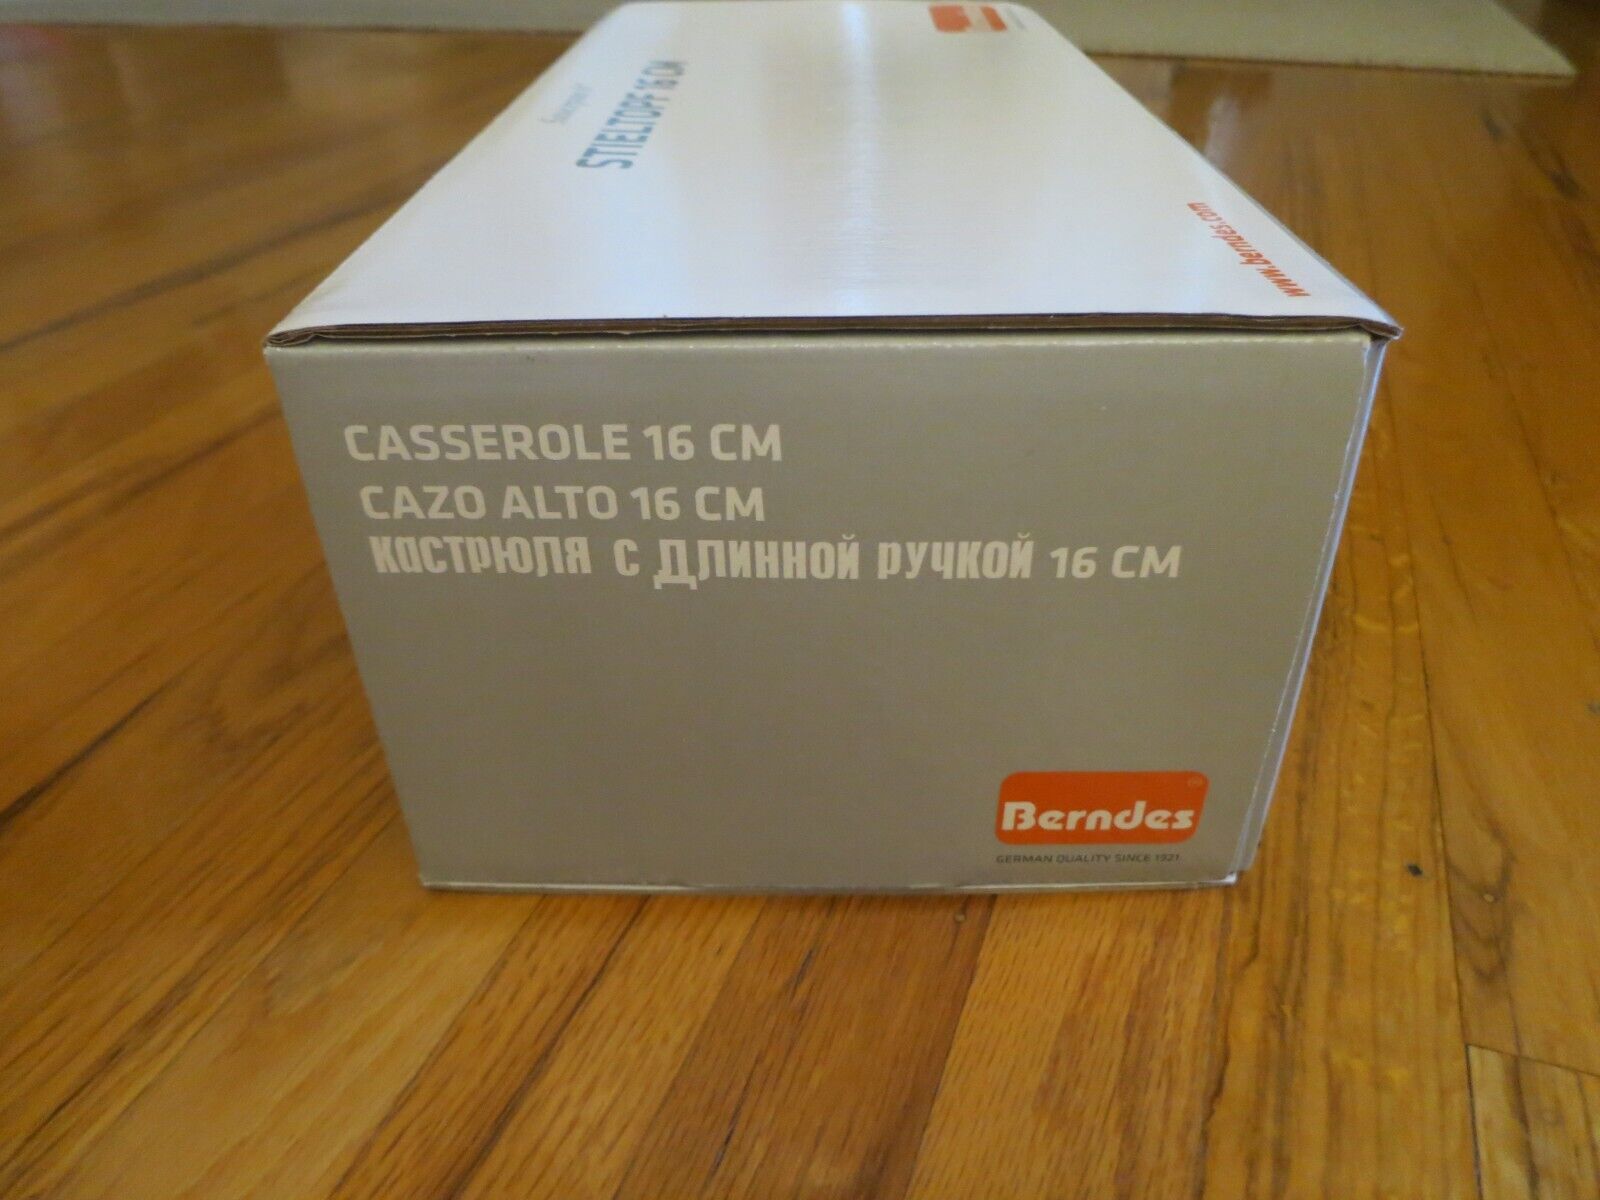 STIELTOPF 16 CM
www.berndes.com
CASSEROLE 16 CM
CAZO ALTO 16 CM
Кастрюля с длинной ручкой 16 CM
Berndes
GERMAN QUALITY SINCE 1921